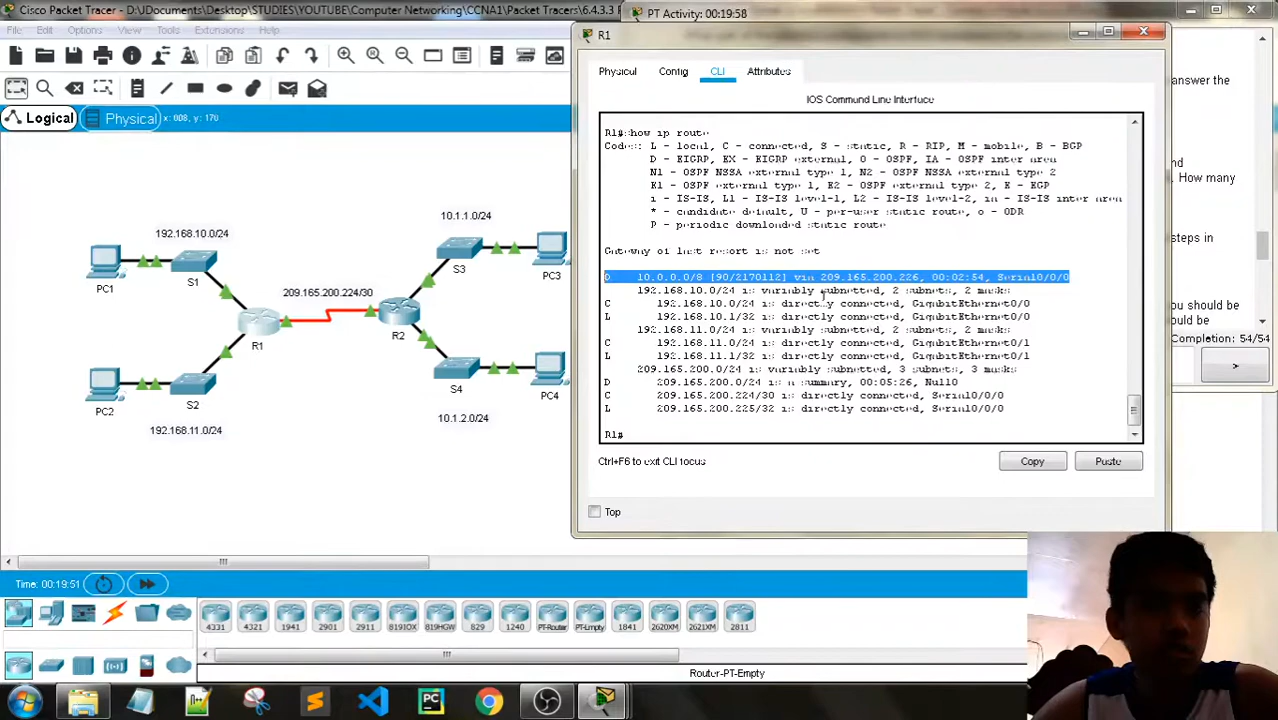 Cisco Packet Tracer - D:\JDocuments\Desktop\STUDIES\YOUTUBE\Computer Networking\CCNA1\Packet Tracers\6.4.3.3 P
PT Activity: 00:19:58
File Edit Options View Tools Extensions Help
R1
answer the
Physical Config CLI Attributes
Logical Physical x: 008, y: 170
IOS Command Line Interface
and
. How many
R1#show ip route
Codes: L - local, C - connected, S - static, R - RIP, M - mobile, B - BGP
D - EIGRP, EX - EIGRP external, O - OSPF, IA - OSPF inter area
N1 - OSPF NSSA external type 1, N2 - OSPF NSSA external type 2
E1 - OSPF external type 1, E2 - OSPF external type 2, E - EGP
i - IS-IS, L1 - IS-IS level-1, L2 - IS-IS level-2, ia - IS-IS inter area
* - candidate default, U - per-user static route, o - ODR
P - periodic downloaded static route
Gateway of last resort is not set
D 10.0.0.0/8 [90/2170112] via 209.165.200.226, 00:02:54, Serial0/0/0
192.168.10.0/24 is variably subnetted, 2 subnets, 2 masks
C 192.168.10.0/24 is directly connected, GigabitEthernet0/0
L 192.168.10.1/32 is directly connected, GigabitEthernet0/0
192.168.11.0/24 is variably subnetted, 2 subnets, 2 masks
C 192.168.11.0/24 is directly connected, GigabitEthernet0/1
L 192.168.11.1/32 is directly connected, GigabitEthernet0/1
209.165.200.0/24 is variably subnetted, 3 subnets, 3 masks
D 209.165.200.0/24 is a summary, 00:05:26, Null0
C 209.165.200.224/30 is directly connected, Serial0/0/0
L 209.165.200.225/32 is directly connected, Serial0/0/0
R1#
Ctrl+F6 to exit CLI focus
Copy Paste
Top
steps in
you should be
be
Completion: 54/54
>
10.1.1.0/24
192.168.10.0/24
PC1 S1 S3 PC3
209.165.200.224/30
R1 R2
PC2 S2 S4 PC4
192.168.11.0/24
10.1.2.0/24
Time: 00:19:51
4331 4321 1941 2901 2911 819IOX 819HGW 829 1240 PT-Router PT-Empty 1841 2620XM 2621XM 2811
Router-PT-Empty